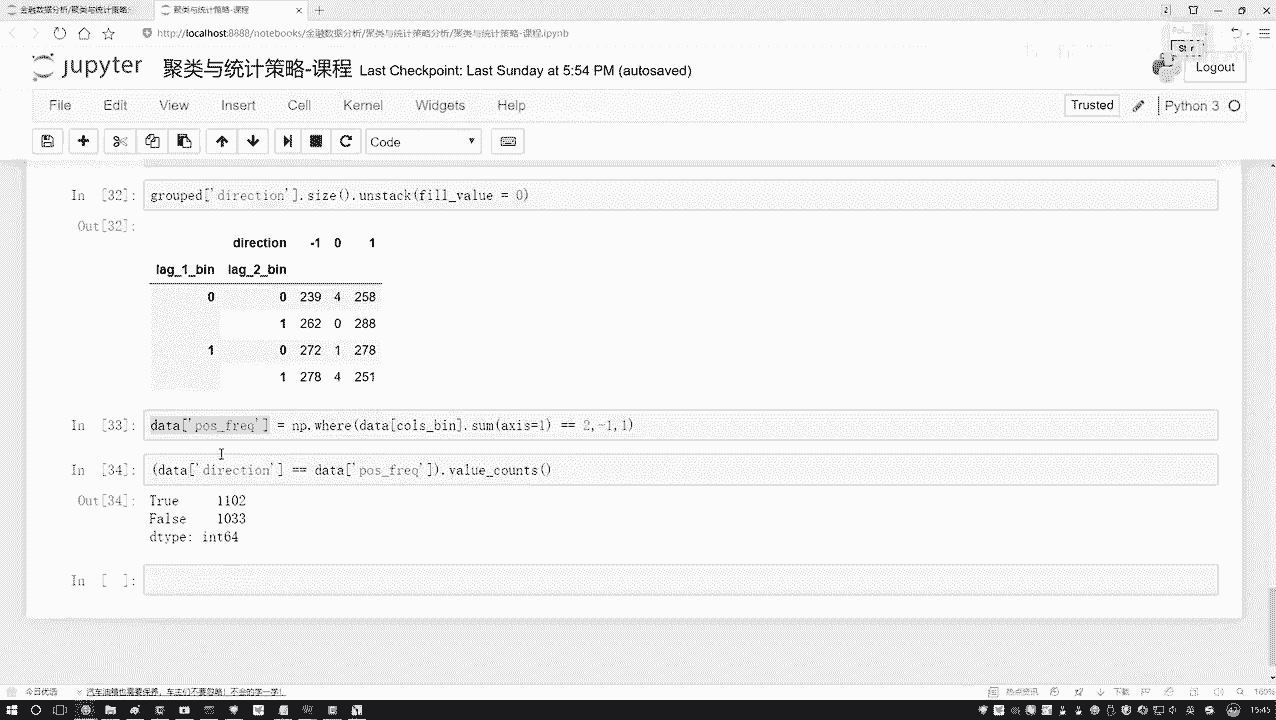 金融数据分析/聚类与统计策略
聚类与统计策略-课程
http://localhost:8888/notebooks/金融数据分析/聚类与统计策略分析/聚类与统计策略-课程.ipynb
jupyter 聚类与统计策略-课程 Last Checkpoint: Last Sunday at 5:54 PM (autosaved)
Logout
File Edit View Insert Cell Kernel Widgets Help
Trusted Python 3
Code
In [32]: grouped['direction'].size().unstack(fill_value = 0)
Out[32]:
direction -1 0 1
lag_1_bin lag_2_bin
0 0 239 4 258
1 262 0 288
1 0 272 1 278
1 278 4 251
In [33]: data['pos_freq'] = np.where(data[cols_bin].sum(axis=1) == 2,-1,1)
In [34]: (data['direction'] == data['pos_freq']).value_counts()
Out[34]: True 1102
False 1033
dtype: int64
In [ ]:
今日优选 汽车油箱也需要保养，车主们不要忽略！不会的学一学！
热点资讯 下载 160%
15:45